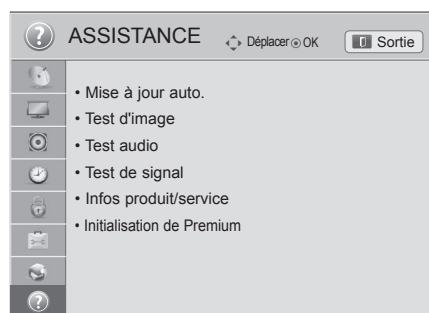 ASSISTANCE Déplacer OK Sortie
• Mise à jour auto.
• Test d'image
• Test audio
• Test de signal
• Infos produit/service
• Initialisation de Premium